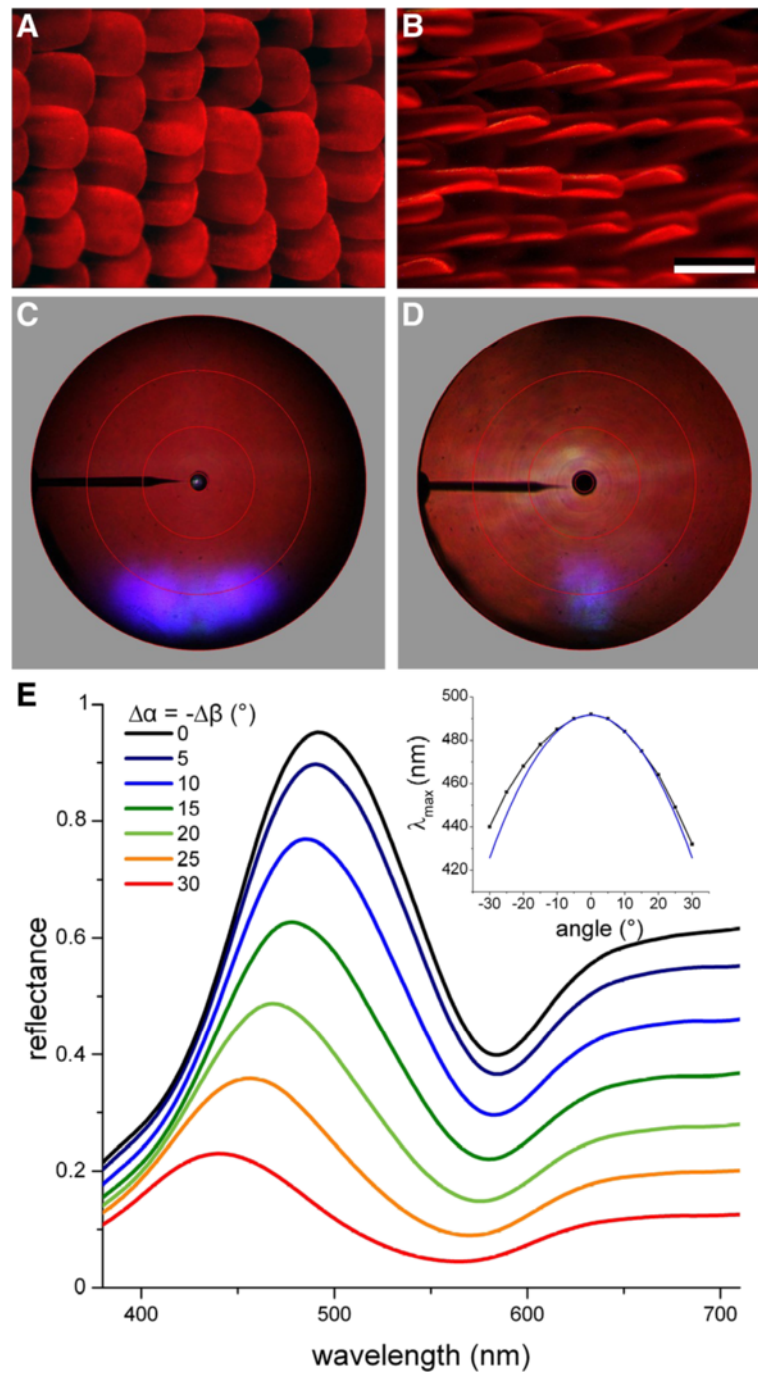 A
B
C
D
E
Δα = -Δβ (°)
0
5
10
15
20
25
30
reflectance
1
0.8
0.6
0.4
0.2
0
400
500
600
700
wavelength (nm)
λmax (nm)
500
480
460
440
420
-30
-20
-10
0
10
20
30
angle (°)